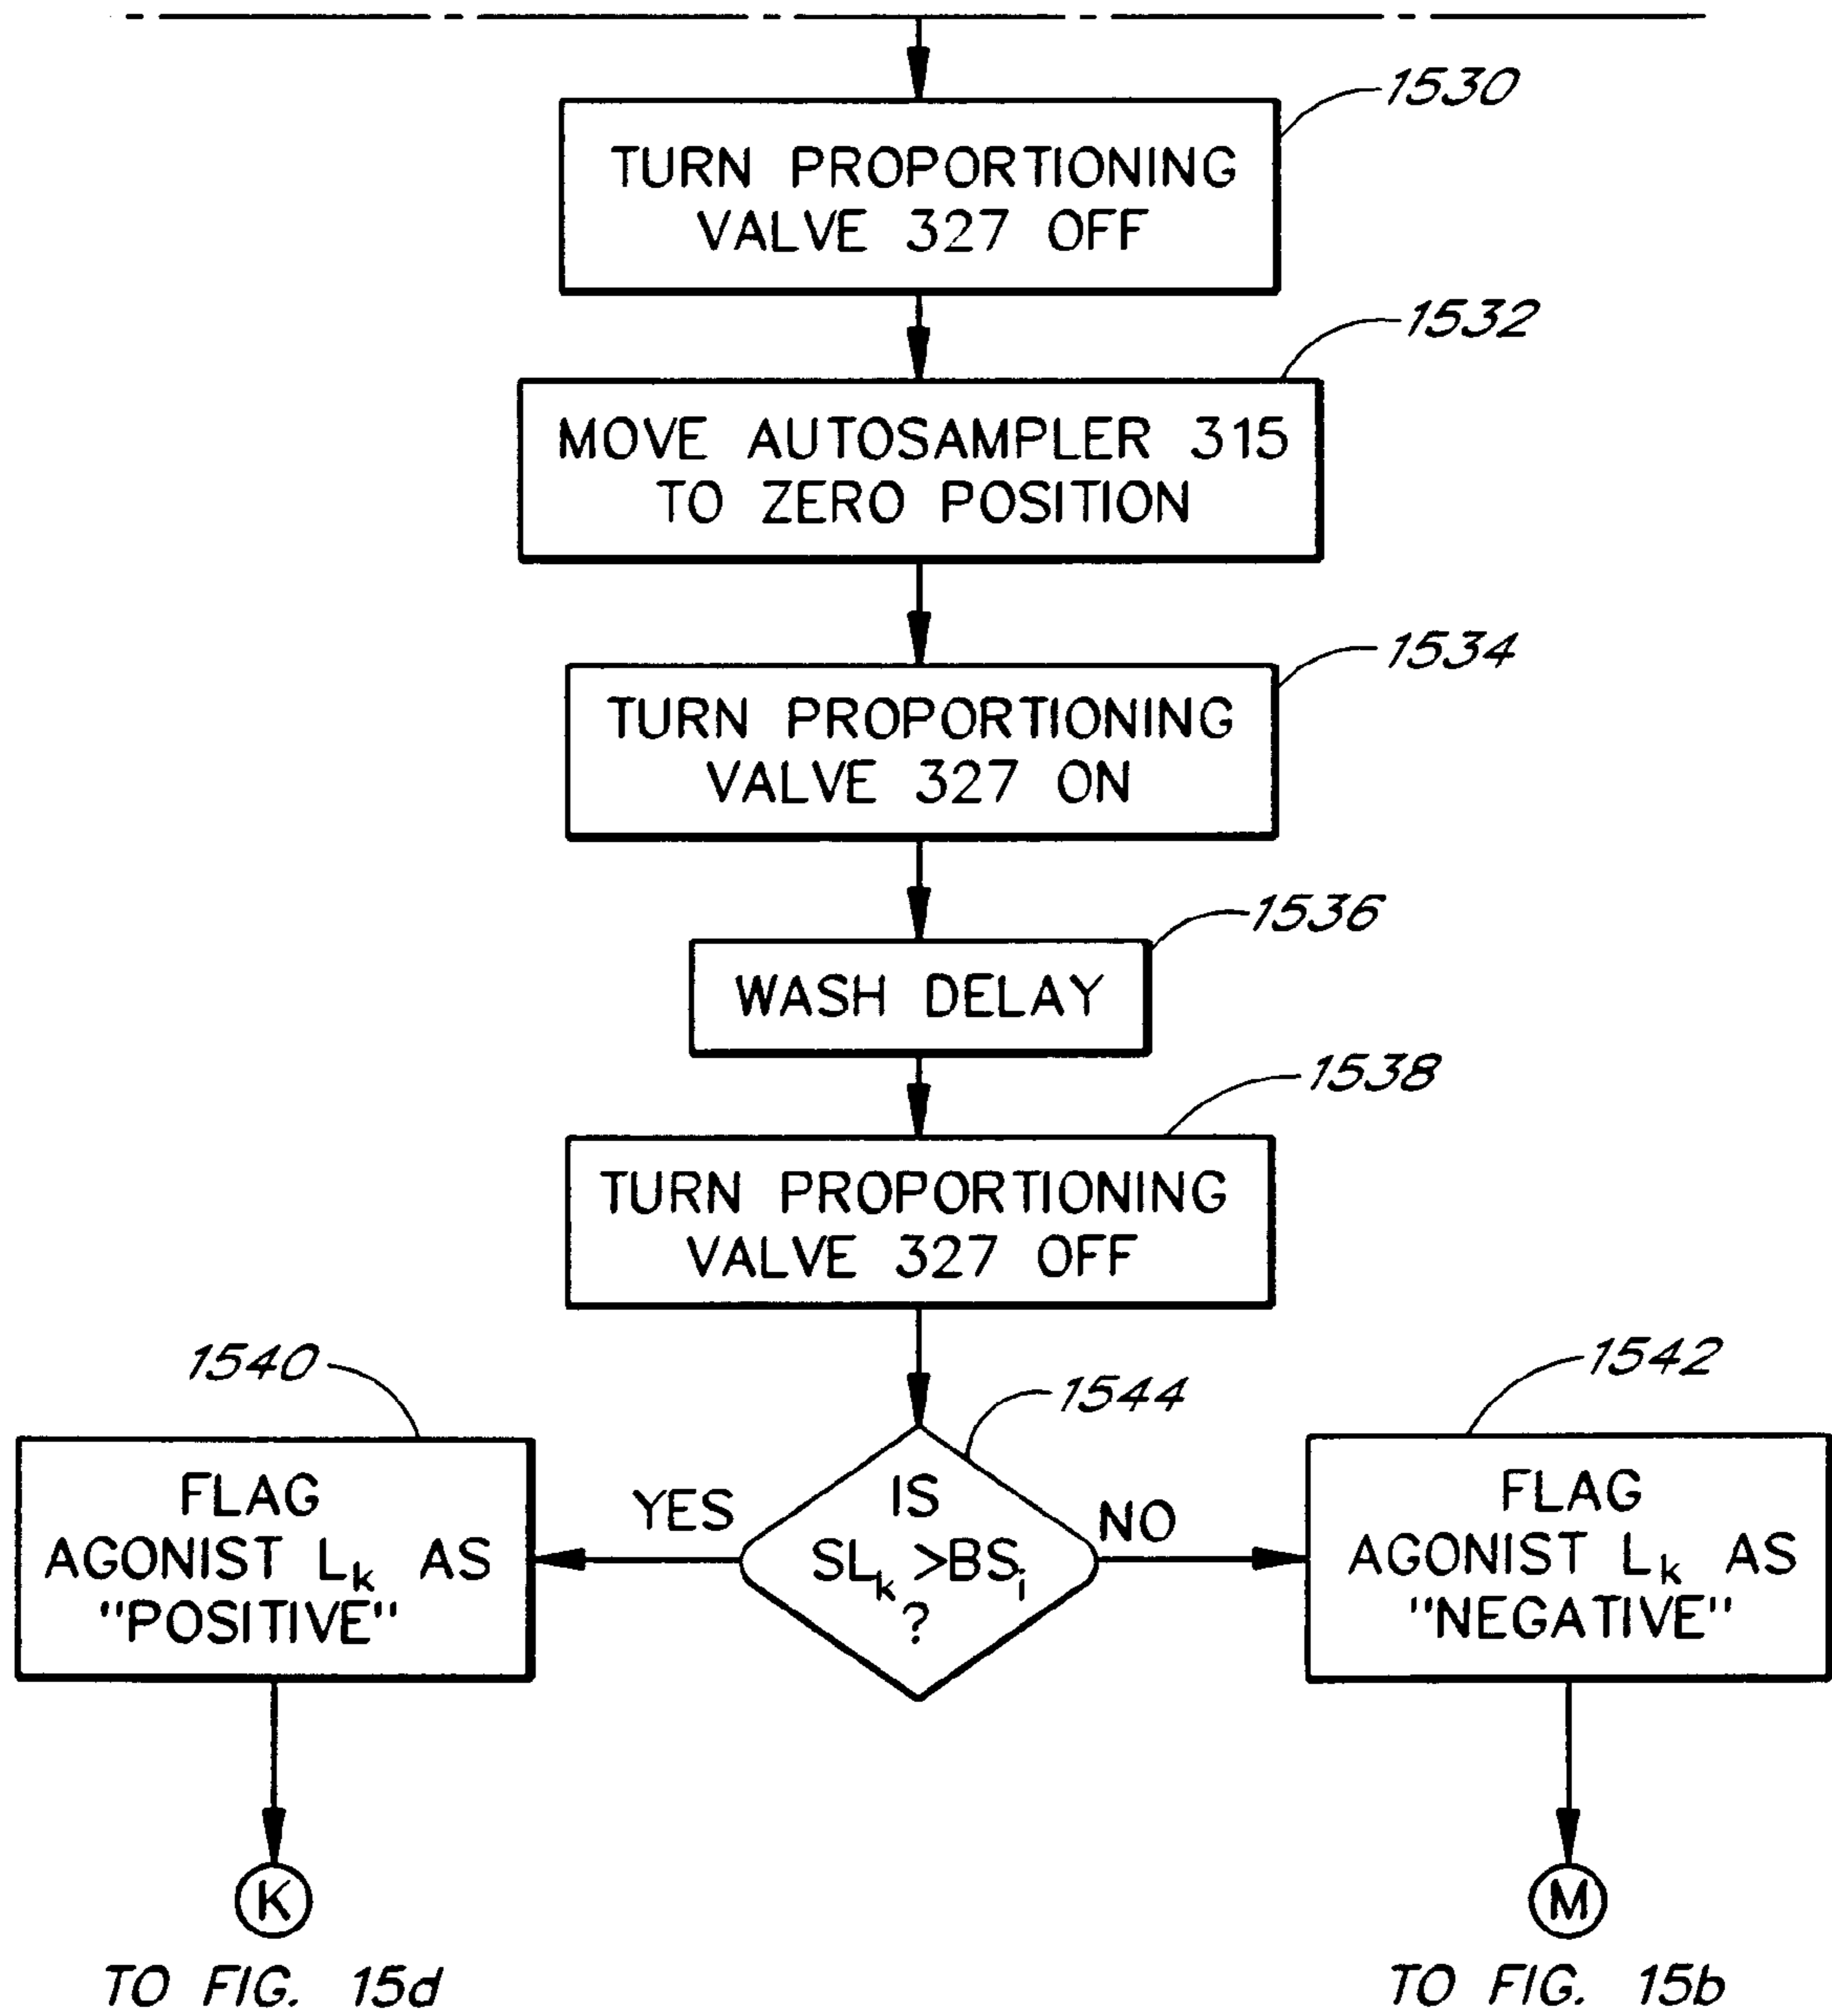 1530
TURN PROPORTIONING
VALVE 327 OFF
1532
MOVE AUTOSAMPLER 315
TO ZERO POSITION
1534
TURN PROPORTIONING
VALVE 327 ON
1536
WASH DELAY
1538
TURN PROPORTIONING
VALVE 327 OFF
1540
FLAG
AGONIST Lk AS
"POSITIVE"
YES
1544
IS
SLk >BSi
?
NO
1542
FLAG
AGONIST Lk AS
"NEGATIVE"
K
TO FIG. 15d
M
TO FIG. 15b